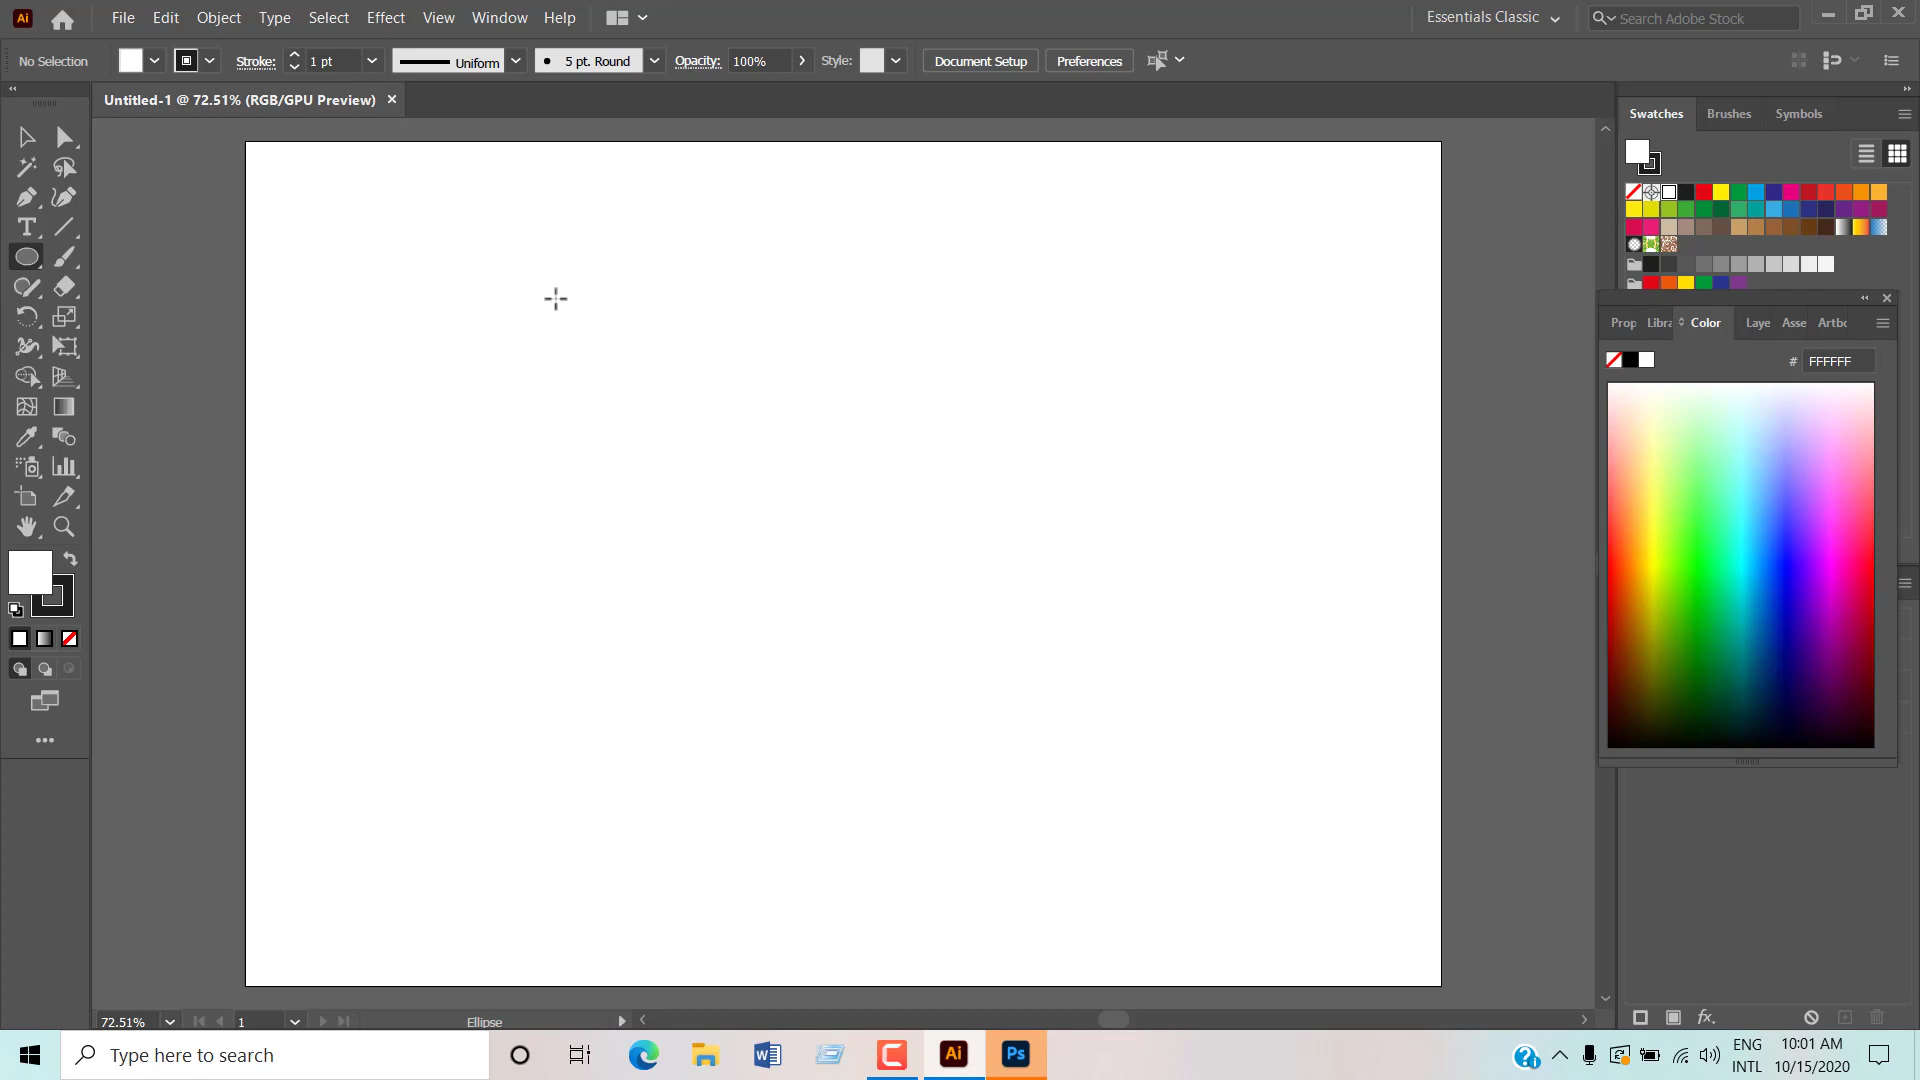 Ai File Edit Object Type Select Effect View Window Help Essentials Classic Search Adobe Stock
No Selection Stroke: 1 pt Uniform 5 pt. Round Opacity: 100% Style: Document Setup Preferences
Untitled-1 @ 72.51% (RGB/GPU Preview)
Swatches Brushes Symbols
Prop Libra Color Laye Asse Artbo
# FFFFFF
72.51% 1 Ellipse
fx.
Type here to search
W
Ai
Ps
ENG
INTL
10:01 AM
10/15/2020